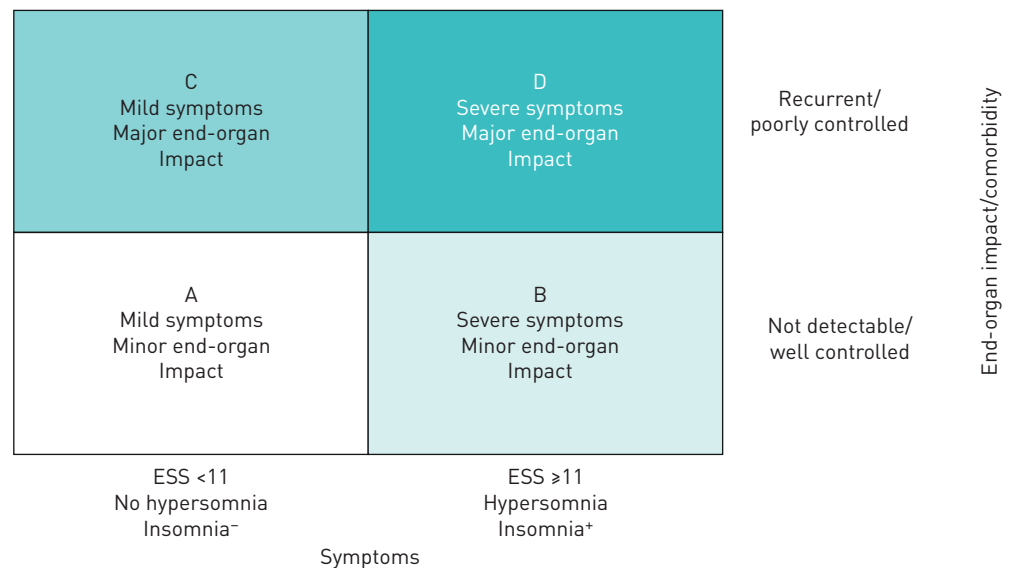 C
Mild symptoms
Major end-organ
Impact
D
Severe symptoms
Major end-organ
Impact
Recurrent/
poorly controlled
A
Mild symptoms
Minor end-organ
Impact
B
Severe symptoms
Minor end-organ
Impact
Not detectable/
well controlled
End-organ impact/comorbidity
ESS <11
No hypersomnia
Insomnia⁻
ESS ⩾11
Hypersomnia
Insomnia⁺
Symptoms